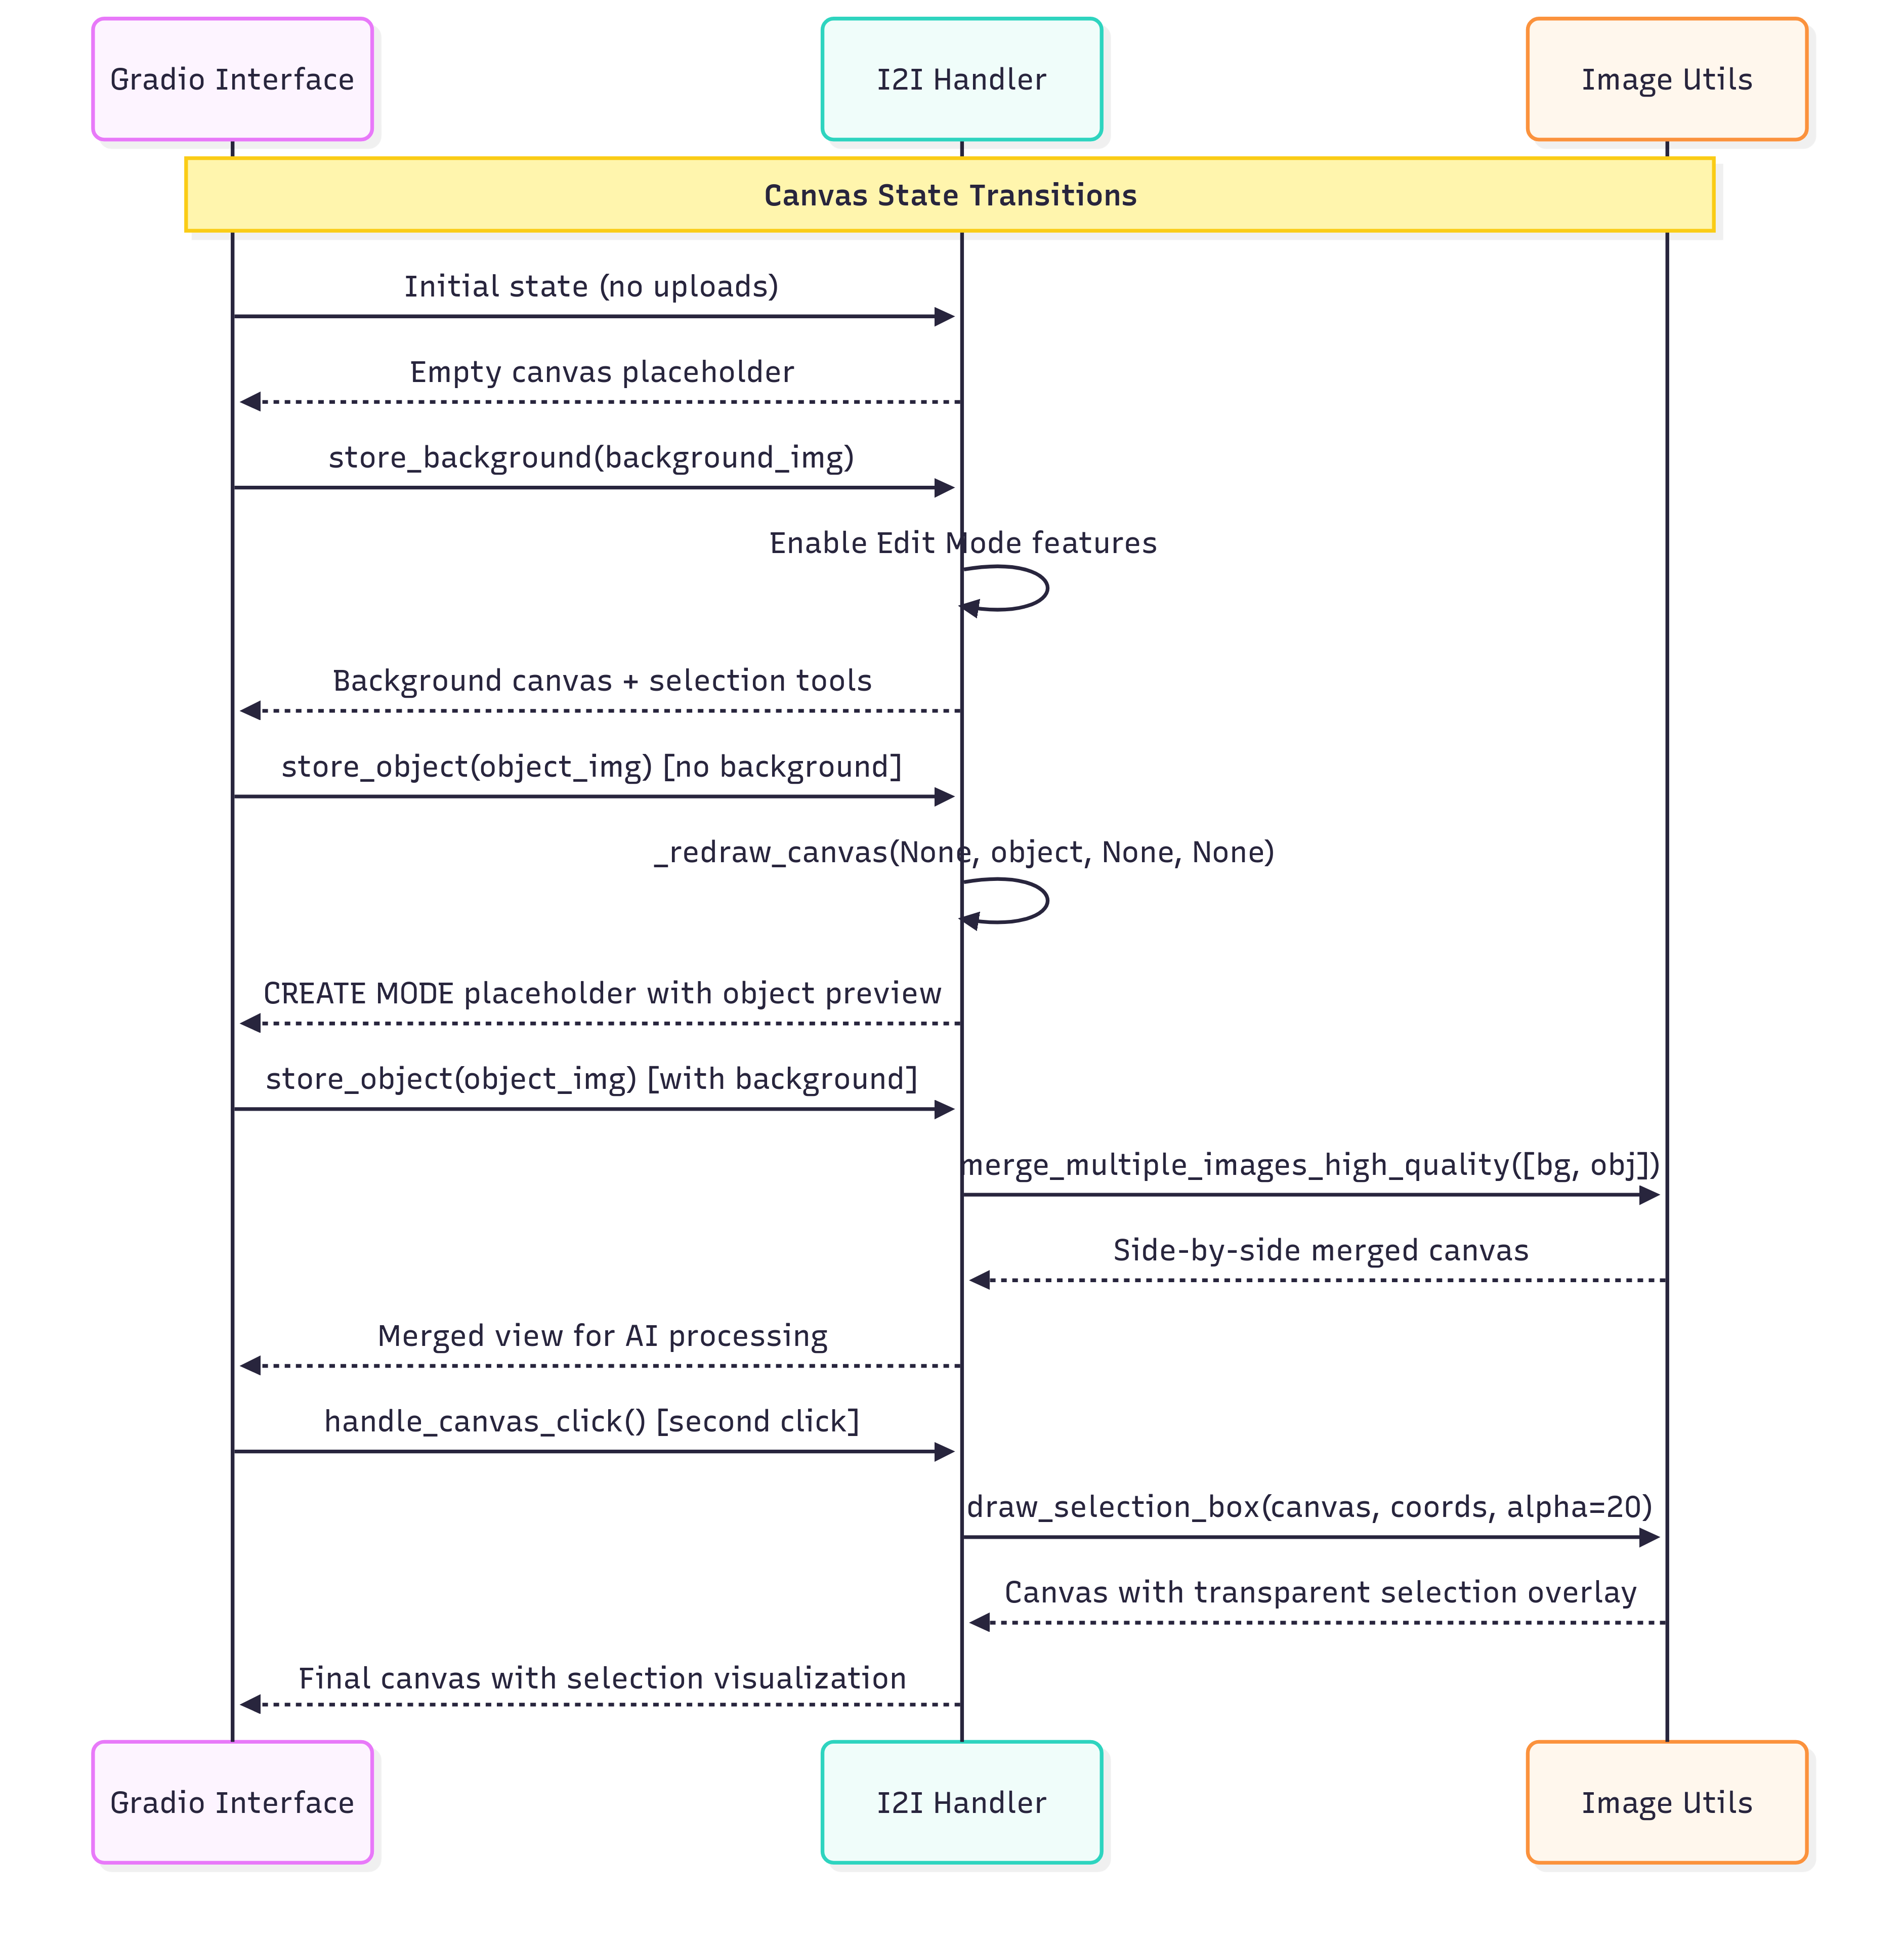 Gradio Interface
I2I Handler
Image Utils
Canvas State Transitions
Initial state (no uploads)
Empty canvas placeholder
store_background(background_img)
Enable Edit Mode features
Background canvas + selection tools
store_object(object_img) [no background]
_redraw_canvas(None, object, None, None)
CREATE MODE placeholder with object preview
store_object(object_img) [with background]
merge_multiple_images_high_quality([bg, obj])
Side-by-side merged canvas
Merged view for AI processing
handle_canvas_click() [second click]
draw_selection_box(canvas, coords, alpha=20)
Canvas with transparent selection overlay
Final canvas with selection visualization
Gradio Interface
I2I Handler
Image Utils